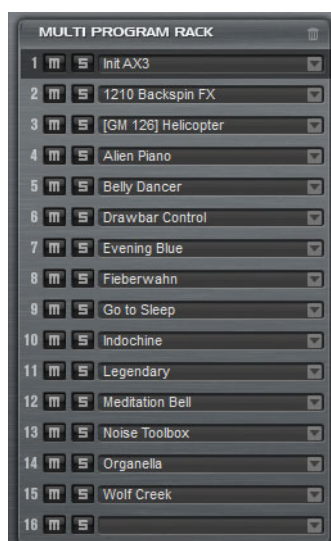 MULTI PROGRAM RACK
1 m S Init AX3
2 m S 1210 Backspin FX
3 m S [GM 126] Helicopter
4 m S Alien Piano
5 m S Belly Dancer
6 m S Drawbar Control
7 m S Evening Blue
8 m S Fieberwahn
9 m S Go to Sleep
10 m S Indochine
11 m S Legendary
12 m S Meditation Bell
13 m S Noise Toolbox
14 m S Organella
15 m S Wolf Creek
16 m S